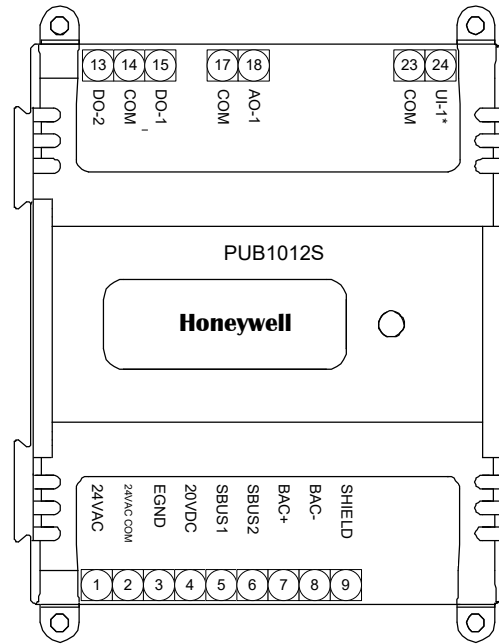 13 14 15 17 18 23 24
DO-2
COM
DO-1
COM
AO-1
COM
UI-1*
PUB1012S
Honeywell
24VAC
24VAC COM
EGND
20VDC
SBUS1
SBUS2
BAC+
BAC-
SHIELD
1 2 3 4 5 6 7 8 9